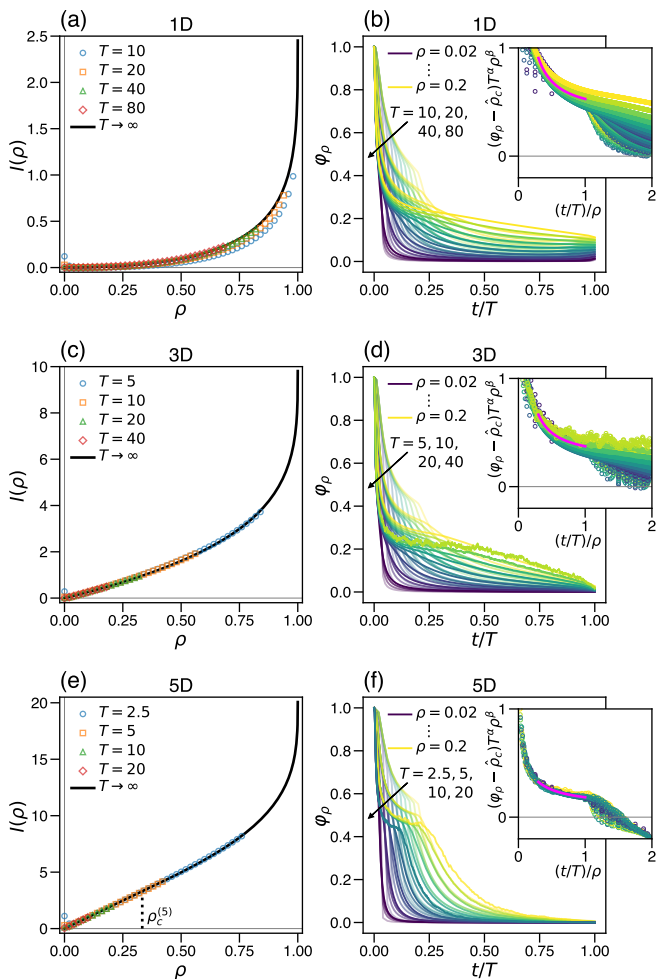 (a)
1D
2.5
2.0
1.5
1.0
0.5
0.0
I(ρ)
T = 10
T = 20
T = 40
T = 80
T → ∞
0.00 0.25 0.50 0.75 1.00
ρ
(b)
1D
1.0
0.8
0.6
0.4
0.2
0.0
φρ
ρ = 0.02
⋮
ρ = 0.2
T = 10, 20,
40, 80
0.00 0.25 0.50 0.75 1.00
t/T
1
0
(φρ − ρ̂c)T^α ρ^β
0 1 2
(t/T)/ρ
(c)
3D
10
8
6
4
2
0
I(ρ)
T = 5
T = 10
T = 20
T = 40
T → ∞
0.00 0.25 0.50 0.75 1.00
ρ
(d)
3D
1.0
0.8
0.6
0.4
0.2
0.0
φρ
ρ = 0.02
⋮
ρ = 0.2
T = 5, 10,
20, 40
0.00 0.25 0.50 0.75 1.00
t/T
1
0
(φρ − ρ̂c)T^α ρ^β
0 1 2
(t/T)/ρ
(e)
5D
20
15
10
5
0
I(ρ)
T = 2.5
T = 5
T = 10
T = 20
T → ∞
ρc^(5)
0.00 0.25 0.50 0.75 1.00
ρ
(f)
5D
1.0
0.8
0.6
0.4
0.2
0.0
φρ
ρ = 0.02
⋮
ρ = 0.2
T = 2.5, 5,
10, 20
0.00 0.25 0.50 0.75 1.00
t/T
1
0
(φρ − ρ̂c)T^α ρ^β
0 1 2
(t/T)/ρ